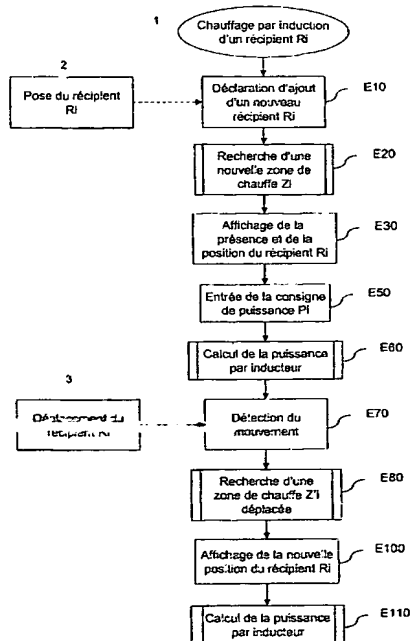 1
Chauffage par induction
d'un récipient Ri
2
Pose du récipient
Ri
Déclaration d'ajout
d'un nouveau
récipient Ri
E10
Recherche d'une
nouvelle zone de
chauffe Zi
E20
Affichage de la
présence et de la
position du récipient Ri
E30
Entrée de la consigne
de puissance Pi
E50
Calcul de la puissance
par inducteur
E60
3
Déplacement du
récipient Ri
Détection du
mouvement
E70
Recherche d'une
zone de chauffe Z'i
déplacée
E80
Affichage de la nouvelle
position du récipient Ri
E100
Calcul de la puissance
par inducteur
E110